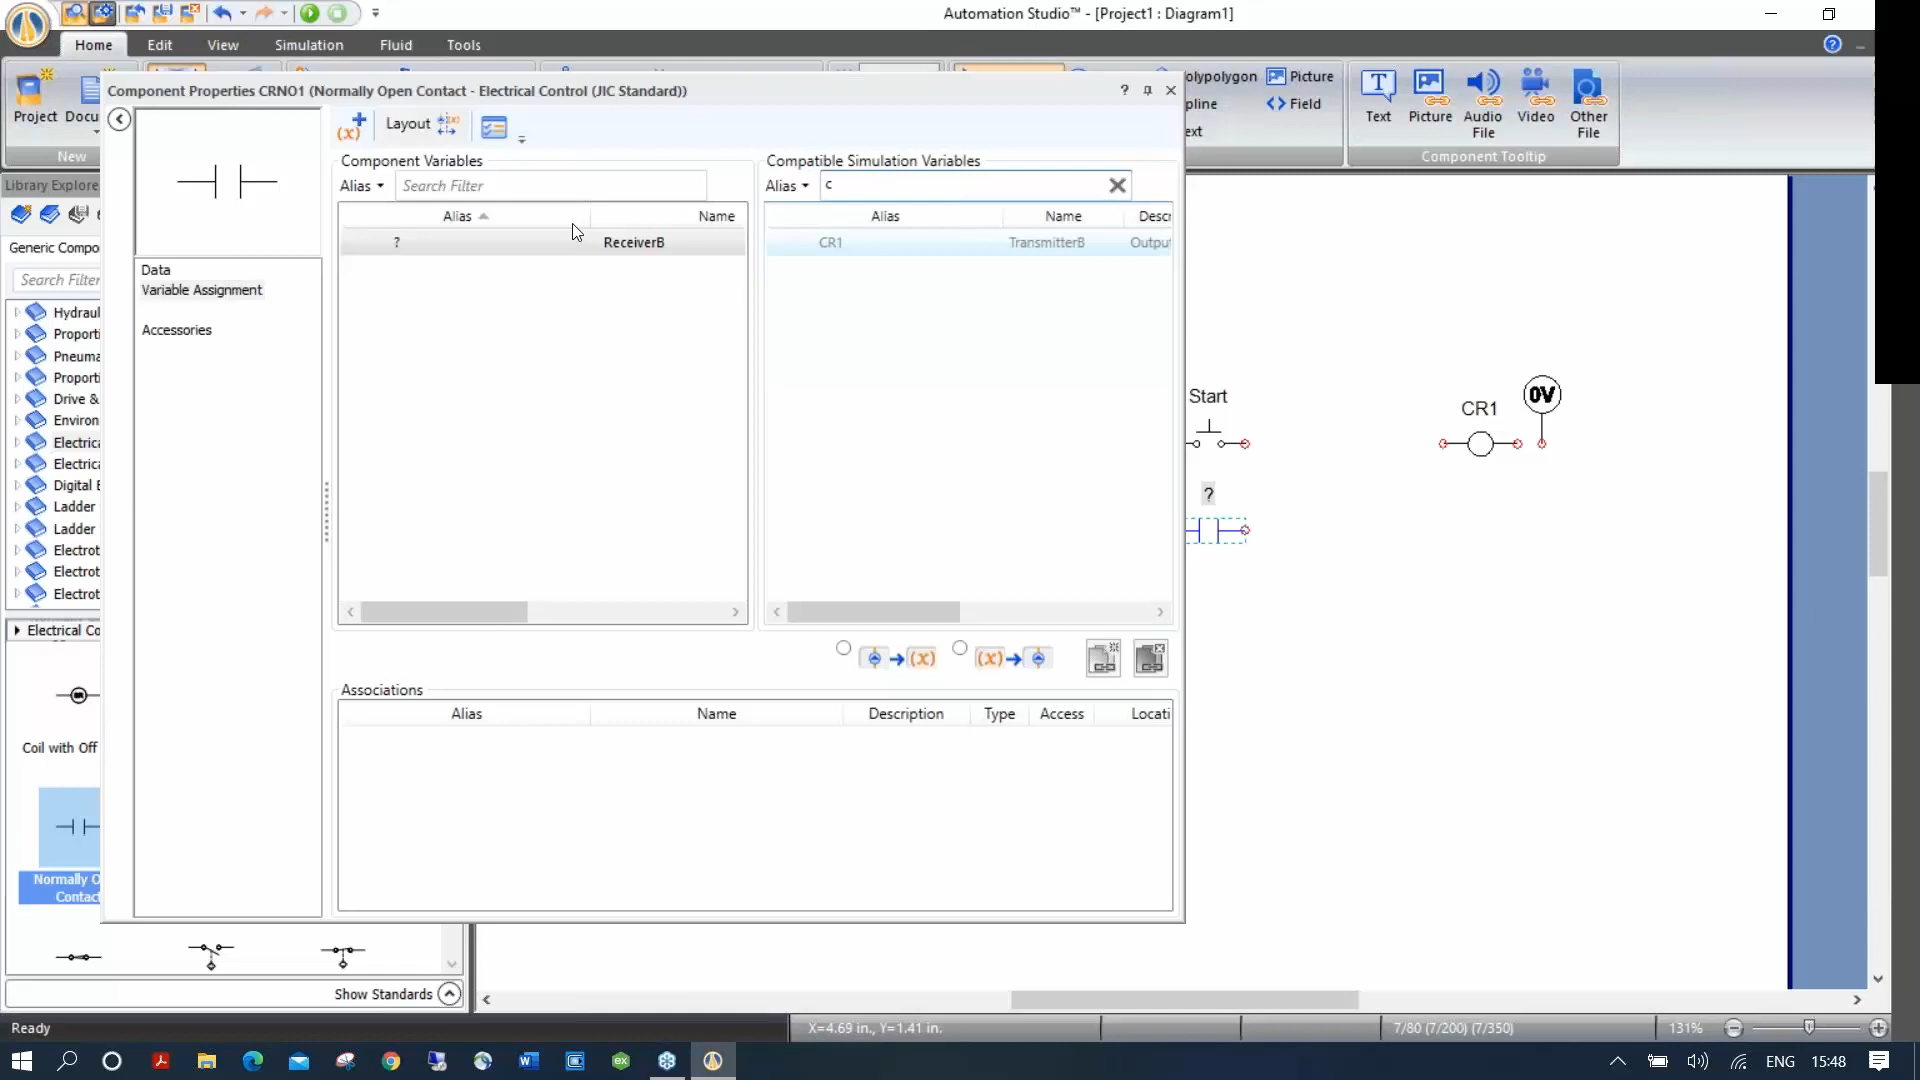 Automation Studio™ - [Project1 : Diagram1]
Home Edit View Simulation Fluid Tools
Project Docu
New
Component Properties CRNO1 (Normally Open Contact - Electrical Control (JIC Standard))
olypolygon Picture
pline Field
ext
Text Picture Audio File Video Other File
Component Tooltip
Library Explore
Generic Compo
Search Filter
Hydraul
Proporti
Pneuma
Proporti
Drive &
Environ
Electrica
Electrica
Digital E
Ladder
Ladder
Electrot
Electrot
Electrot
Electrical Co
Coil with Off
Normally O
Contac
Show Standards
Data
Variable Assignment
Accessories
(x) Layout
Component Variables
Alias Search Filter
Alias Name
? ReceiverB
Compatible Simulation Variables
Alias c
Alias Name Descr
CR1 TransmitterB Output
(x) (x)
Associations
Alias Name Description Type Access Locati
Start
CR1
0V
?
Ready
X=4.69 in., Y=1.41 in.
7/80 (7/200) (7/350)
131%
ENG 15:48